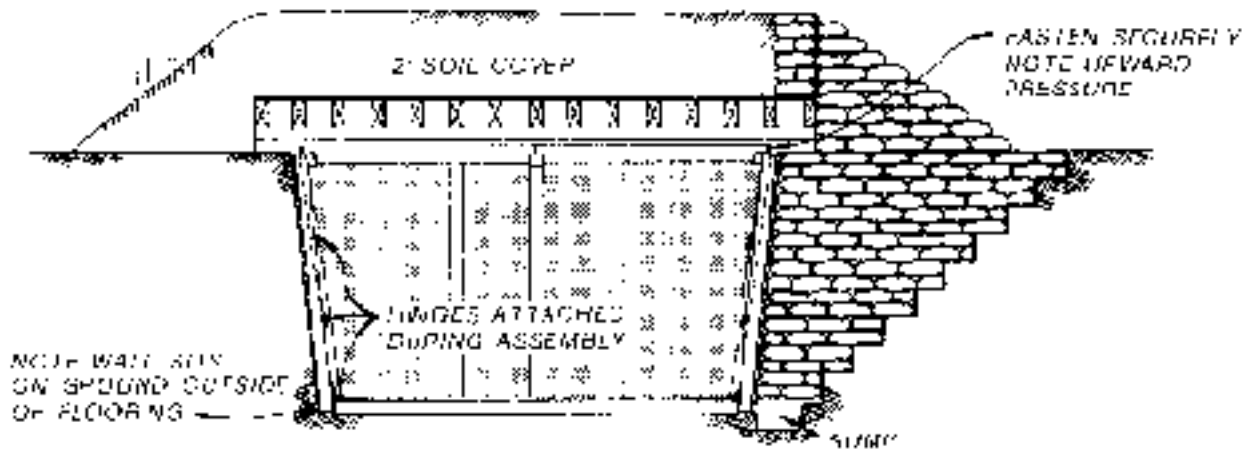 2' SOIL COVER
FASTEN SECURELY
NOTE UPWARD
PRESSURE
HINGES ATTACHED
DURING ASSEMBLY
NOTE WALL SITS
ON GROUND OUTSIDE
OF FLOORING
SUMP